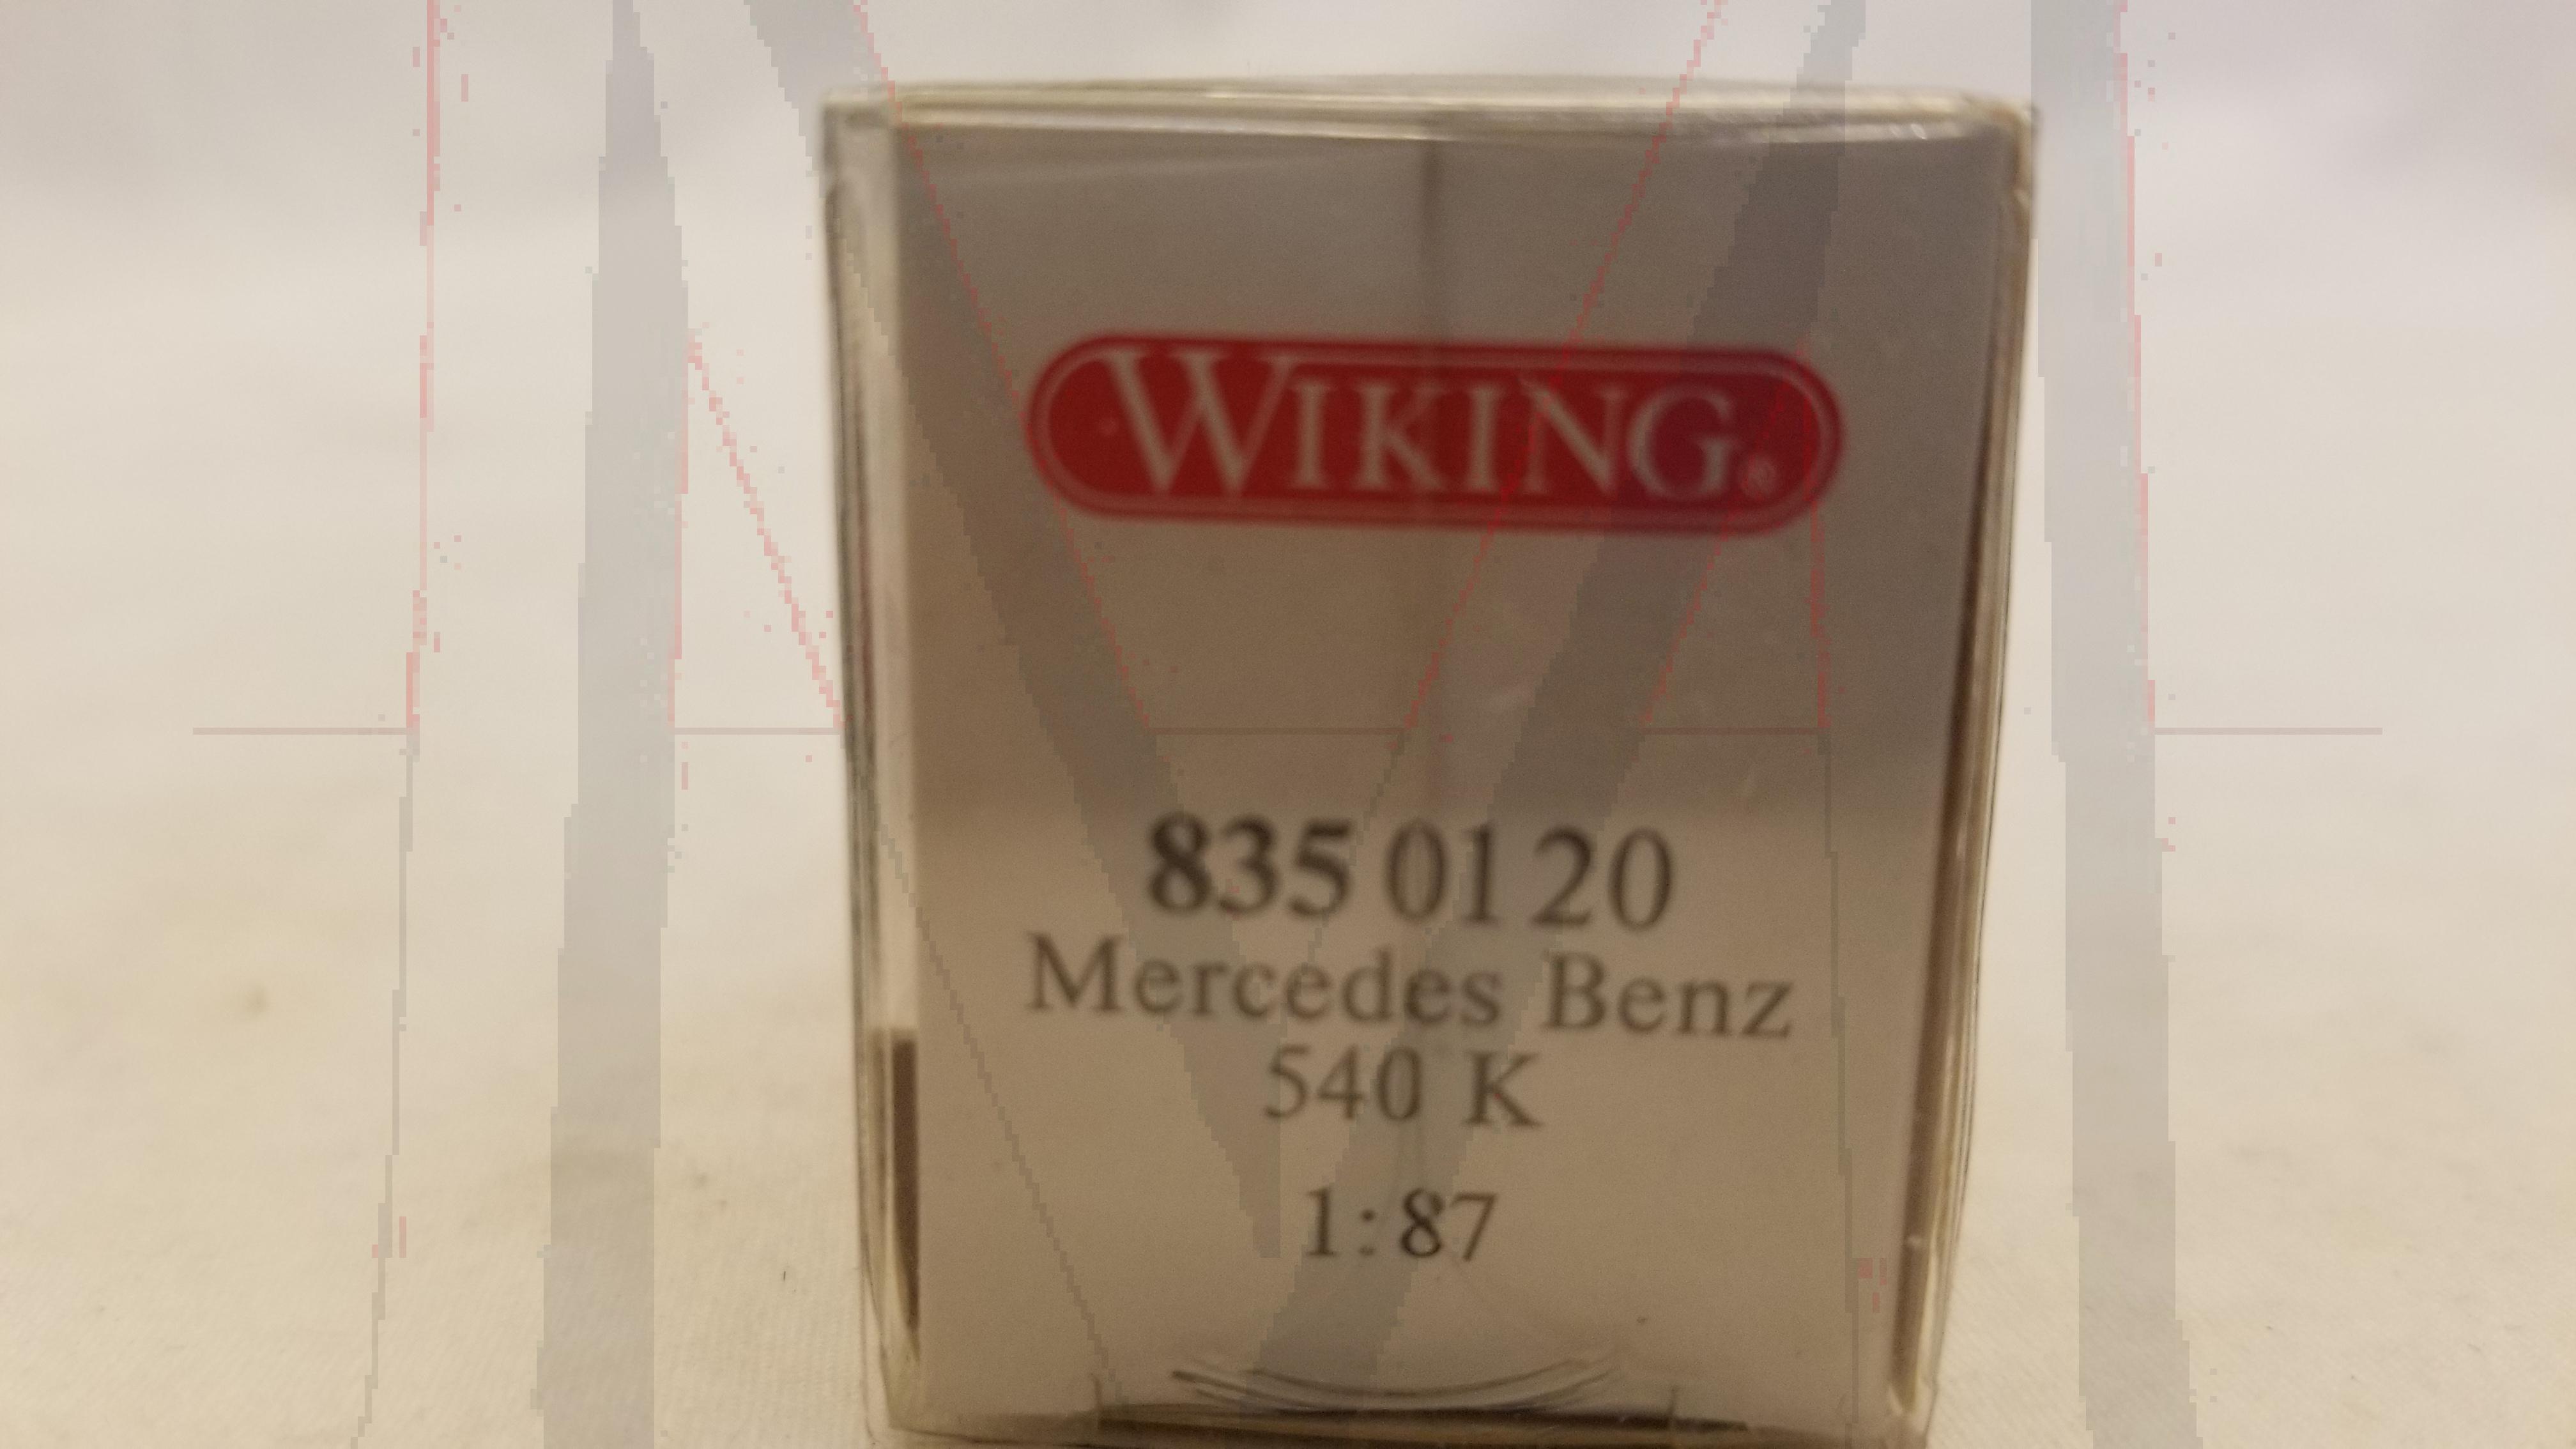 WIKING®
835 01 20
Mercedes Benz
540 K
1:87